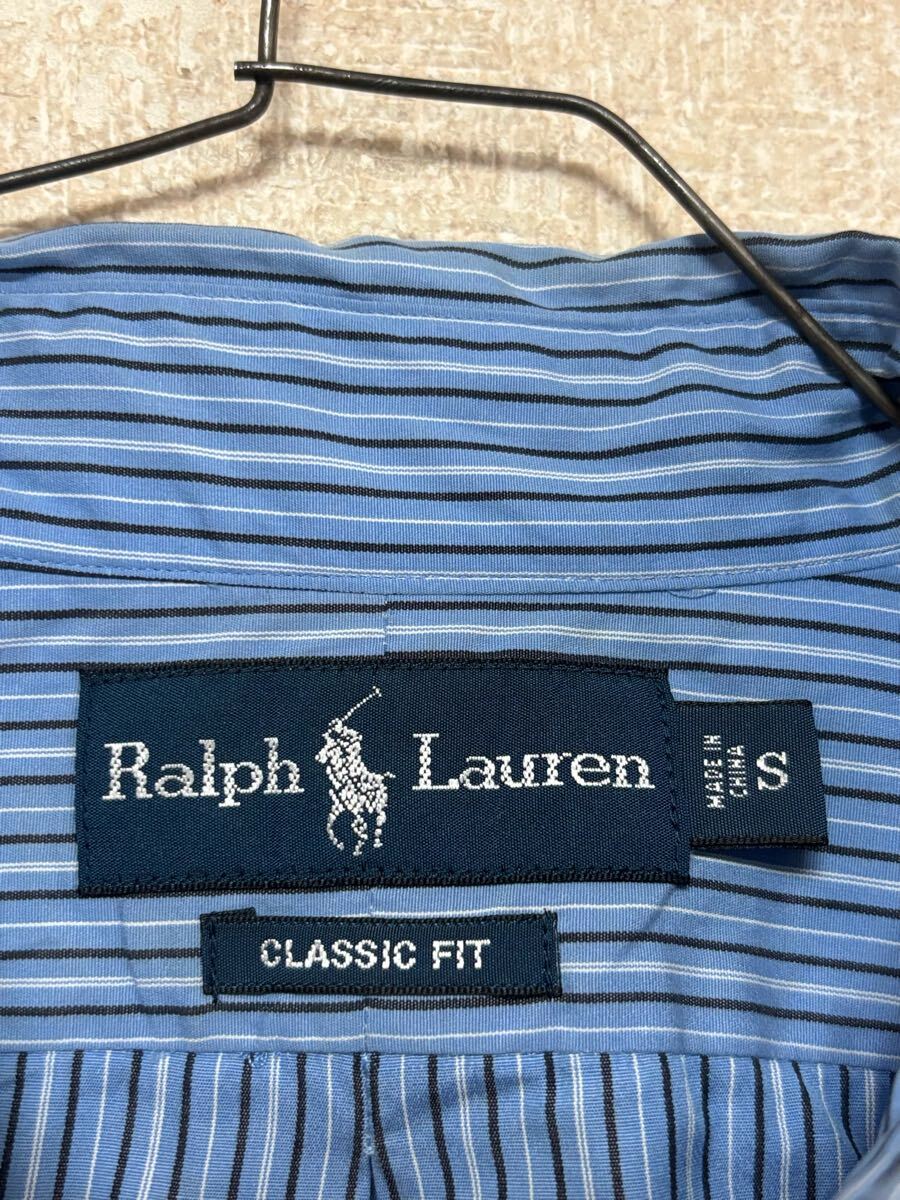 Ralph Lauren
MADE IN
CHINA
S
CLASSIC FIT